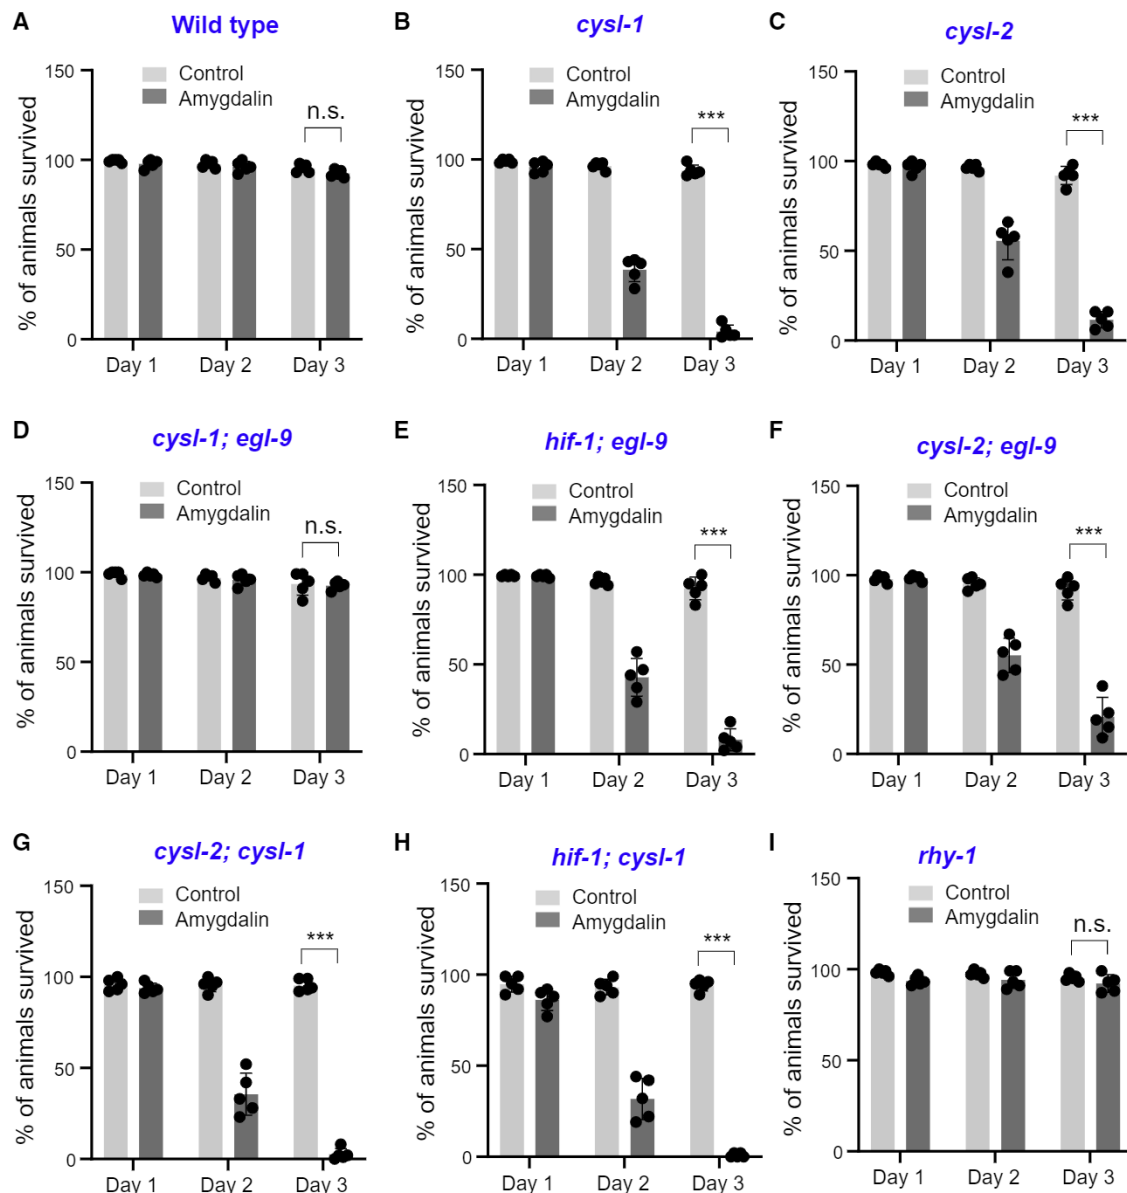 A
Wild type
% of animals survived
150
100
50
0
Control
Amygdalin
n.s.
Day 1 Day 2 Day 3
B
cysl-1
% of animals survived
150
100
50
0
Control
Amygdalin
***
Day 1 Day 2 Day 3
C
cysl-2
% of animals survived
150
100
50
0
Control
Amygdalin
***
Day 1 Day 2 Day 3
D
cysl-1; egl-9
% of animals survived
150
100
50
0
Control
Amygdalin
n.s.
Day 1 Day 2 Day 3
E
hif-1; egl-9
% of animals survived
150
100
50
0
Control
Amygdalin
***
Day 1 Day 2 Day 3
F
cysl-2; egl-9
% of animals survived
150
100
50
0
Control
Amygdalin
***
Day 1 Day 2 Day 3
G
cysl-2; cysl-1
% of animals survived
150
100
50
0
Control
Amygdalin
***
Day 1 Day 2 Day 3
H
hif-1; cysl-1
% of animals survived
150
100
50
0
Control
Amygdalin
***
Day 1 Day 2 Day 3
I
rhy-1
% of animals survived
150
100
50
0
Control
Amygdalin
n.s.
Day 1 Day 2 Day 3